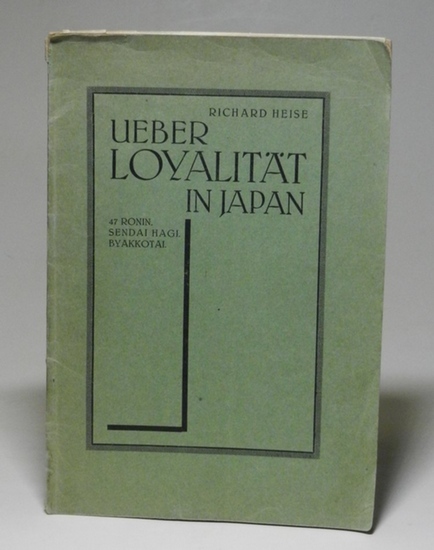 RICHARD HEISE
UEBER
LOYALITÄT
IN JAPAN
47 RONIN.
SENDAI HAGI.
BYAKKOTAI.